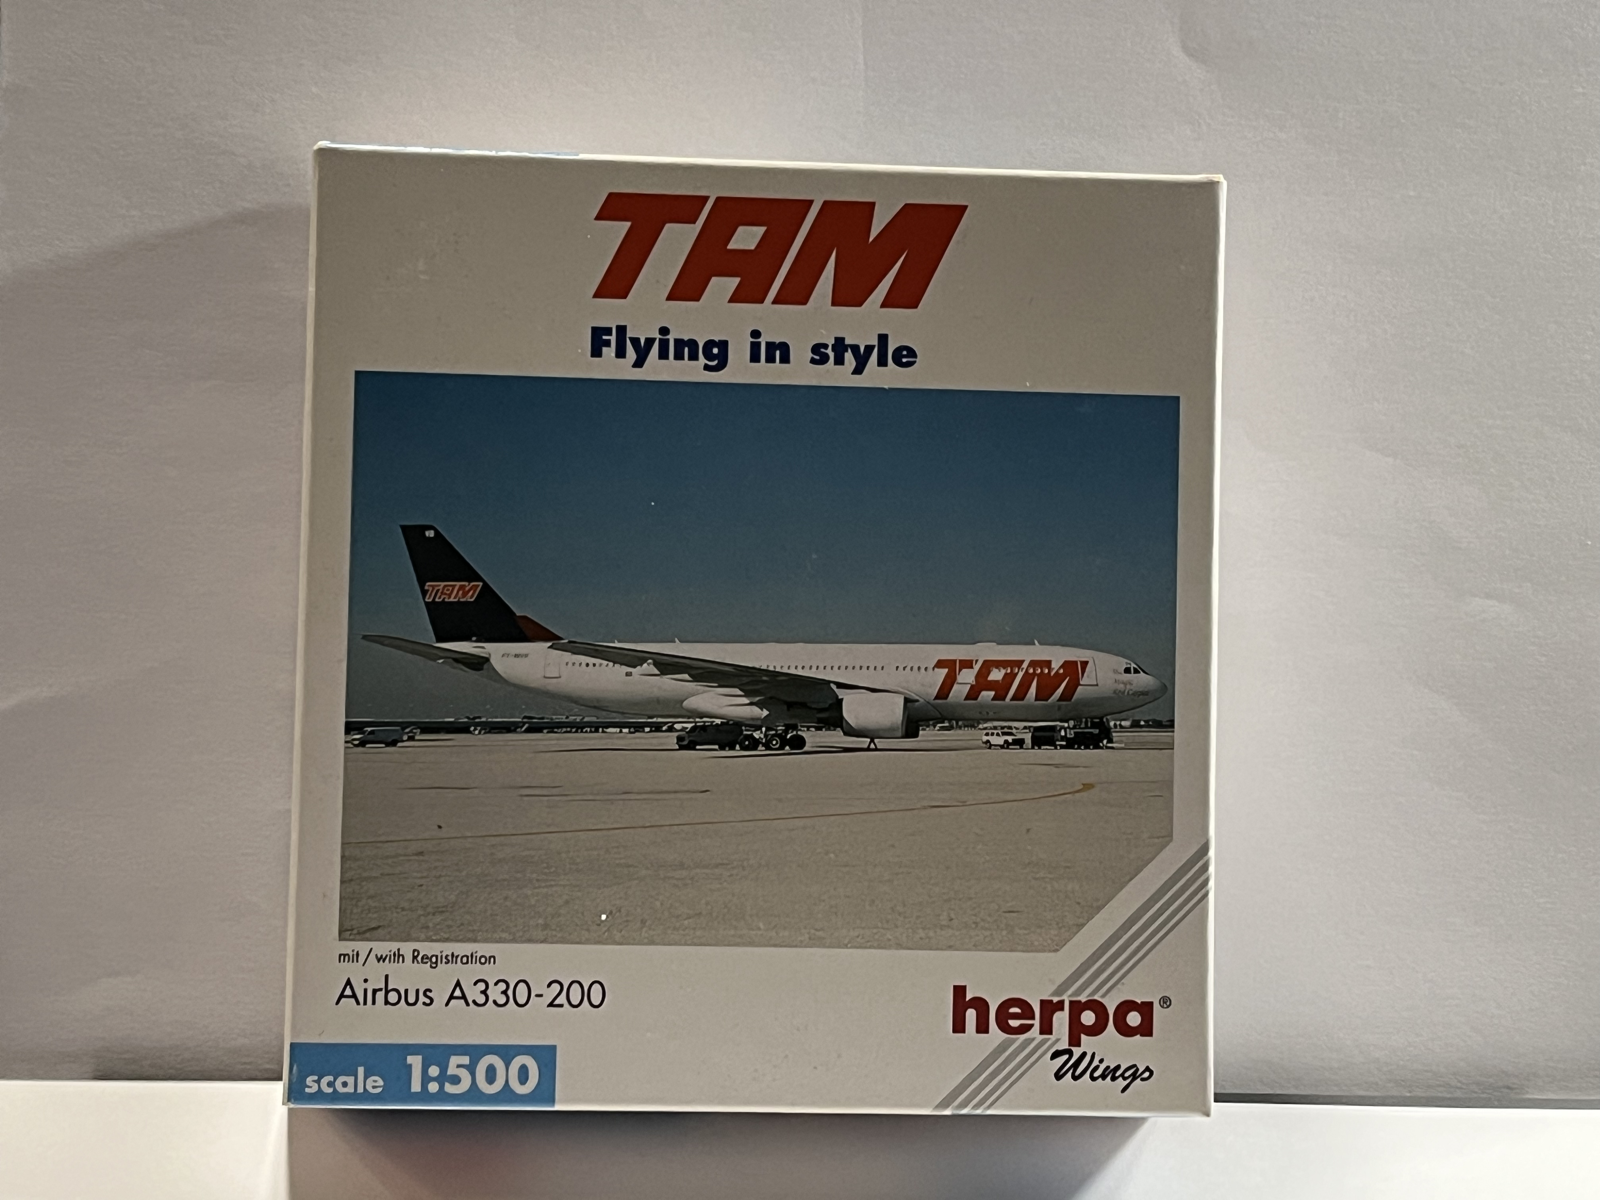 TAM
Flying in style
TAM
TAM
mit / with Registration
Airbus A330-200
herpa®
Wings
scale 1:500